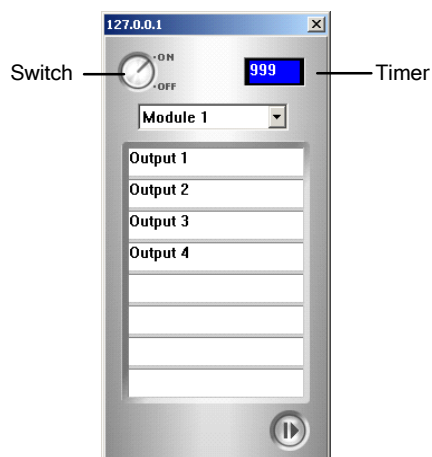 127.0.0.1
ON
Switch
999
Timer
OFF
Module 1
Output 1
Output 2
Output 3
Output 4